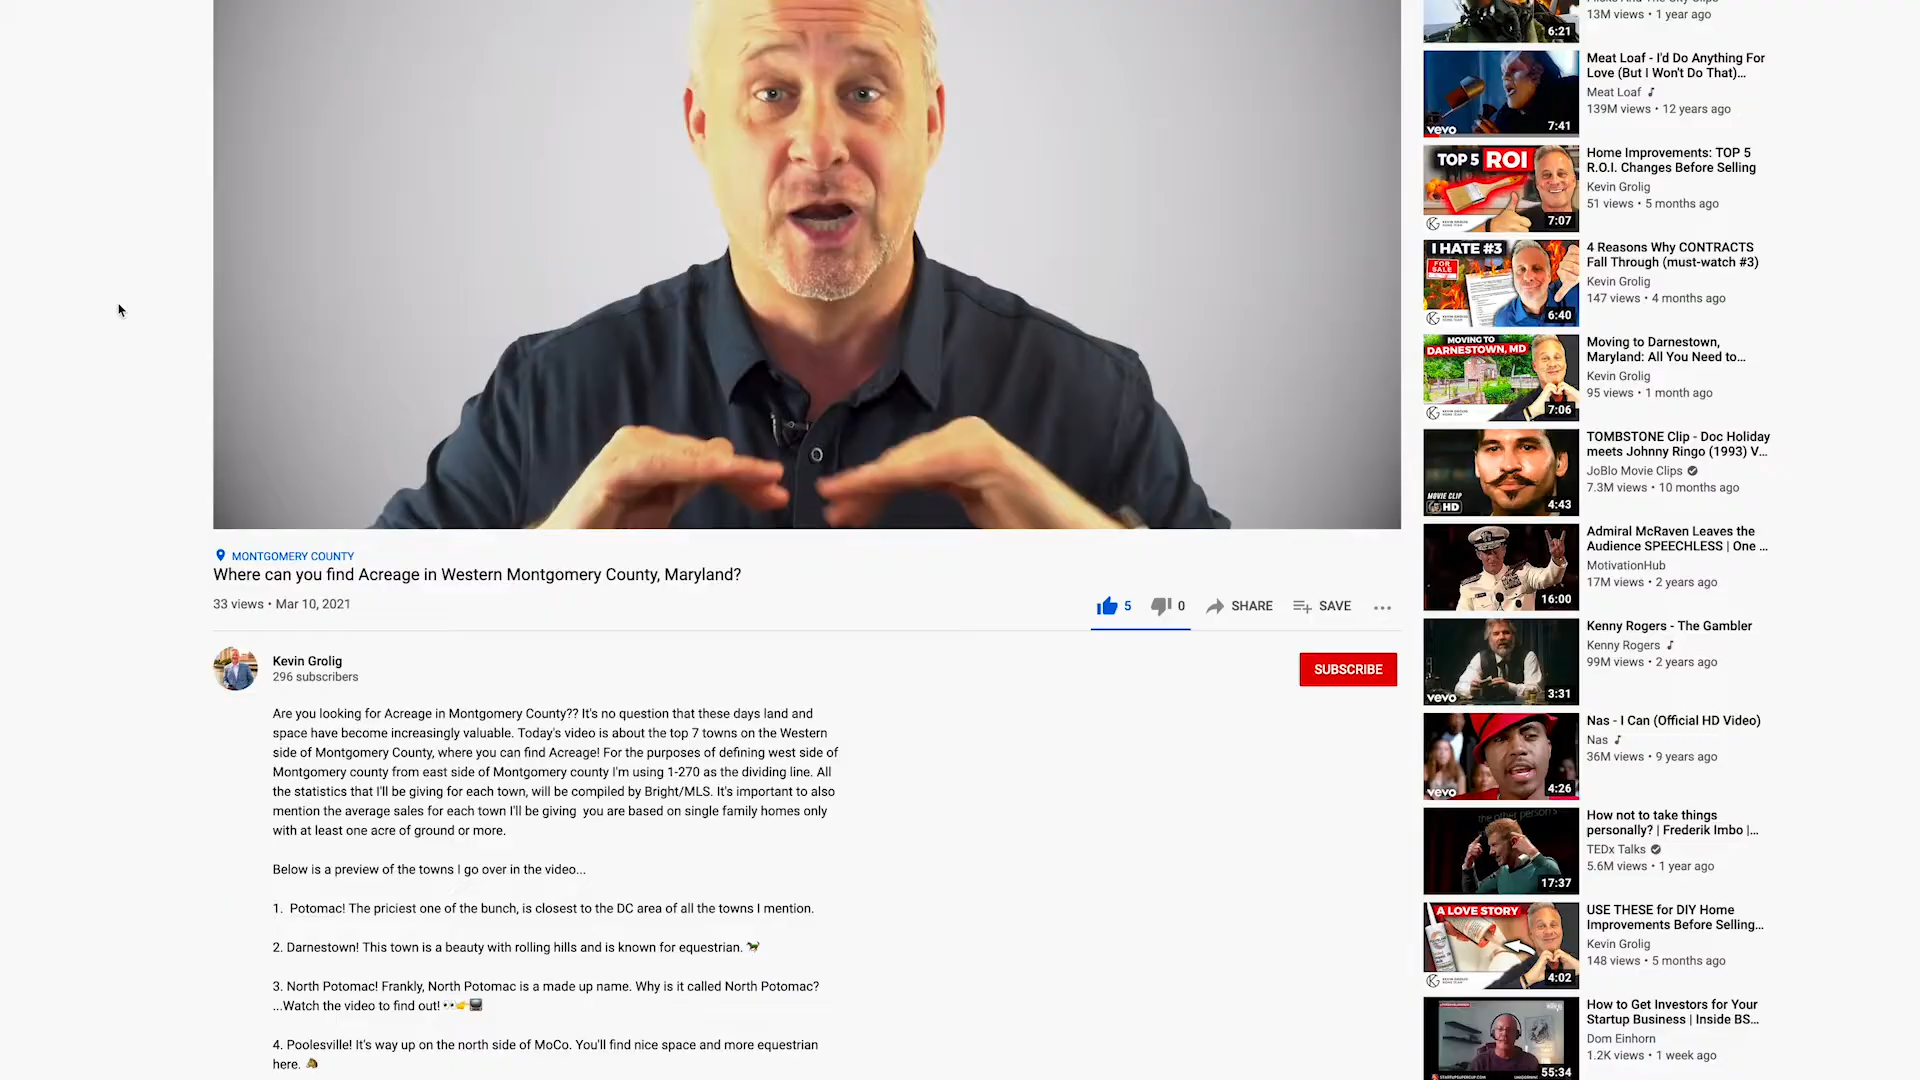 MONTGOMERY COUNTY
Where can you find Acreage in Western Montgomery County, Maryland?
33 views • Mar 10, 2021
5
0
SHARE
SAVE
Kevin Grolig
296 subscribers
SUBSCRIBE
Are you looking for Acreage in Montgomery County?? It's no question that these days land and
space have become increasingly valuable. Today's video is about the top 7 towns on the Western
side of Montgomery County, where you can find Acreage! For the purposes of defining west side of
Montgomery county from east side of Montgomery county I'm using 1-270 as the dividing line. All
the statistics that I'll be giving for each town, will be compiled by Bright/MLS. It's important to also
mention the average sales for each town I'll be giving  you are based on single family homes only
with at least one acre of ground or more.
Below is a preview of the towns I go over in the video...
1.  Potomac! The priciest one of the bunch, is closest to the DC area of all the towns I mention.
2. Darnestown! This town is a beauty with rolling hills and is known for equestrian. 🐎
3. North Potomac! Frankly, North Potomac is a made up name. Why is it called North Potomac?
...Watch the video to find out! 👀👉📺
4. Poolesville! It's way up on the north side of MoCo. You'll find nice space and more equestrian
here. 🐴
13M views • 1 year ago
6:21
Meat Loaf - I'd Do Anything For
Love (But I Won't Do That)...
Meat Loaf
139M views • 12 years ago
vevo
7:41
TOP 5 ROI
7:07
Home Improvements: TOP 5
R.O.I. Changes Before Selling
Kevin Grolig
51 views • 5 months ago
I HATE #3
FOR
SALE
6:40
4 Reasons Why CONTRACTS
Fall Through (must-watch #3)
Kevin Grolig
147 views • 4 months ago
MOVING TO
DARNESTOWN, MD
7:06
Moving to Darnestown,
Maryland: All You Need to...
Kevin Grolig
95 views • 1 month ago
MOVIE CLIP
HD
4:43
TOMBSTONE Clip - Doc Holiday
meets Johnny Ringo (1993) V...
JoBlo Movie Clips
7.3M views • 10 months ago
16:00
Admiral McRaven Leaves the
Audience SPEECHLESS | One ...
MotivationHub
17M views • 2 years ago
vevo
3:31
Kenny Rogers - The Gambler
Kenny Rogers
99M views • 2 years ago
vevo
4:26
Nas - I Can (Official HD Video)
Nas
36M views • 9 years ago
the other person's
17:37
How not to take things
personally? | Frederik Imbo |...
TEDx Talks
5.6M views • 1 year ago
A LOVE STORY
4:02
USE THESE for DIY Home
Improvements Before Selling...
Kevin Grolig
148 views • 5 months ago
55:34
How to Get Investors for Your
Startup Business | Inside BS...
Dom Einhorn
1.2K views • 1 week ago